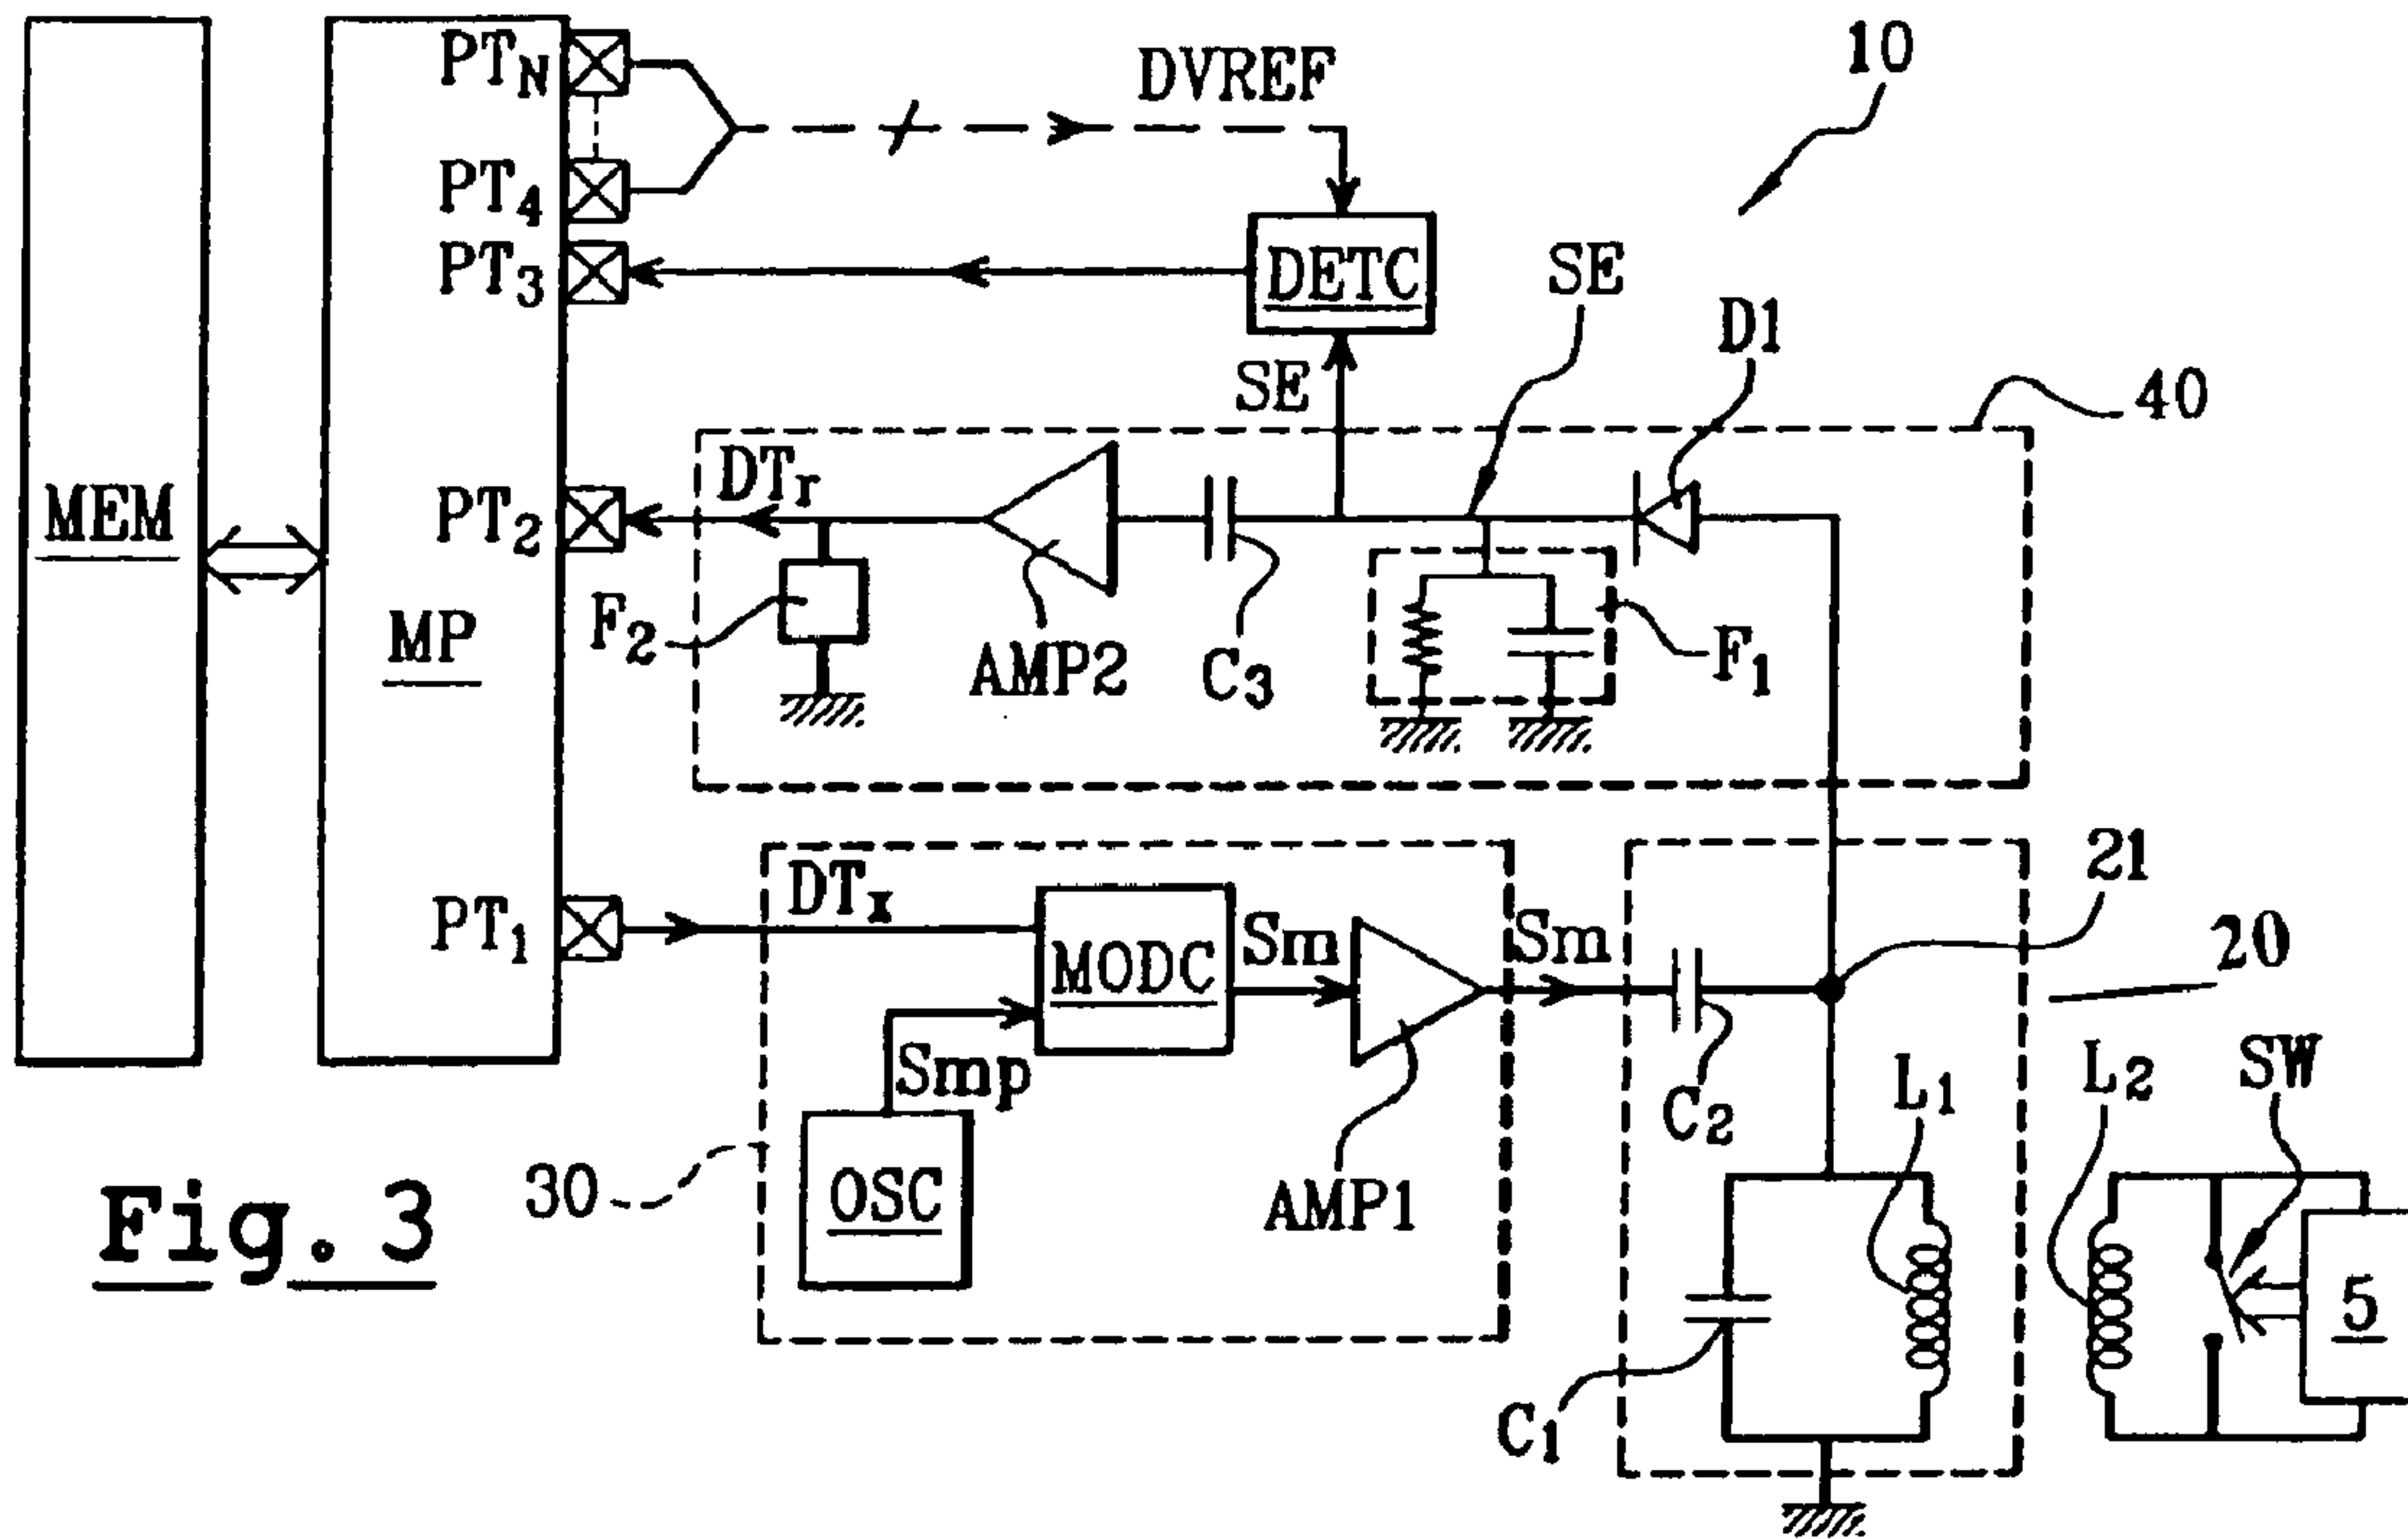 PTN
DVREF
10
PT4
PT3
DETC
SE
D1
SE
40
MEM
PT2
DTr
MP
F2
AMP2
C3
F1
PT1
DTx
MODC
Sm
Sm
21
20
Smp
C2
L1
L2
SW
30
OSC
AMP1
5
C1
Fig. 3